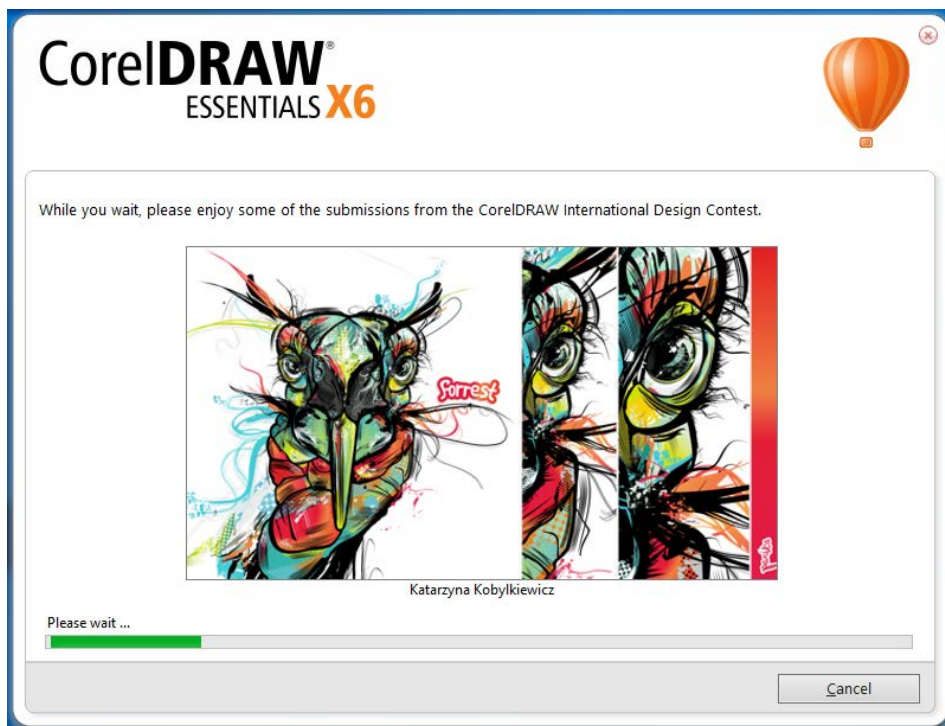 CorelDRAW®
ESSENTIALS X6
While you wait, please enjoy some of the submissions from the CorelDRAW International Design Contest.
forrest
Katarzyna Kobylkiewicz
Please wait ...
Cancel